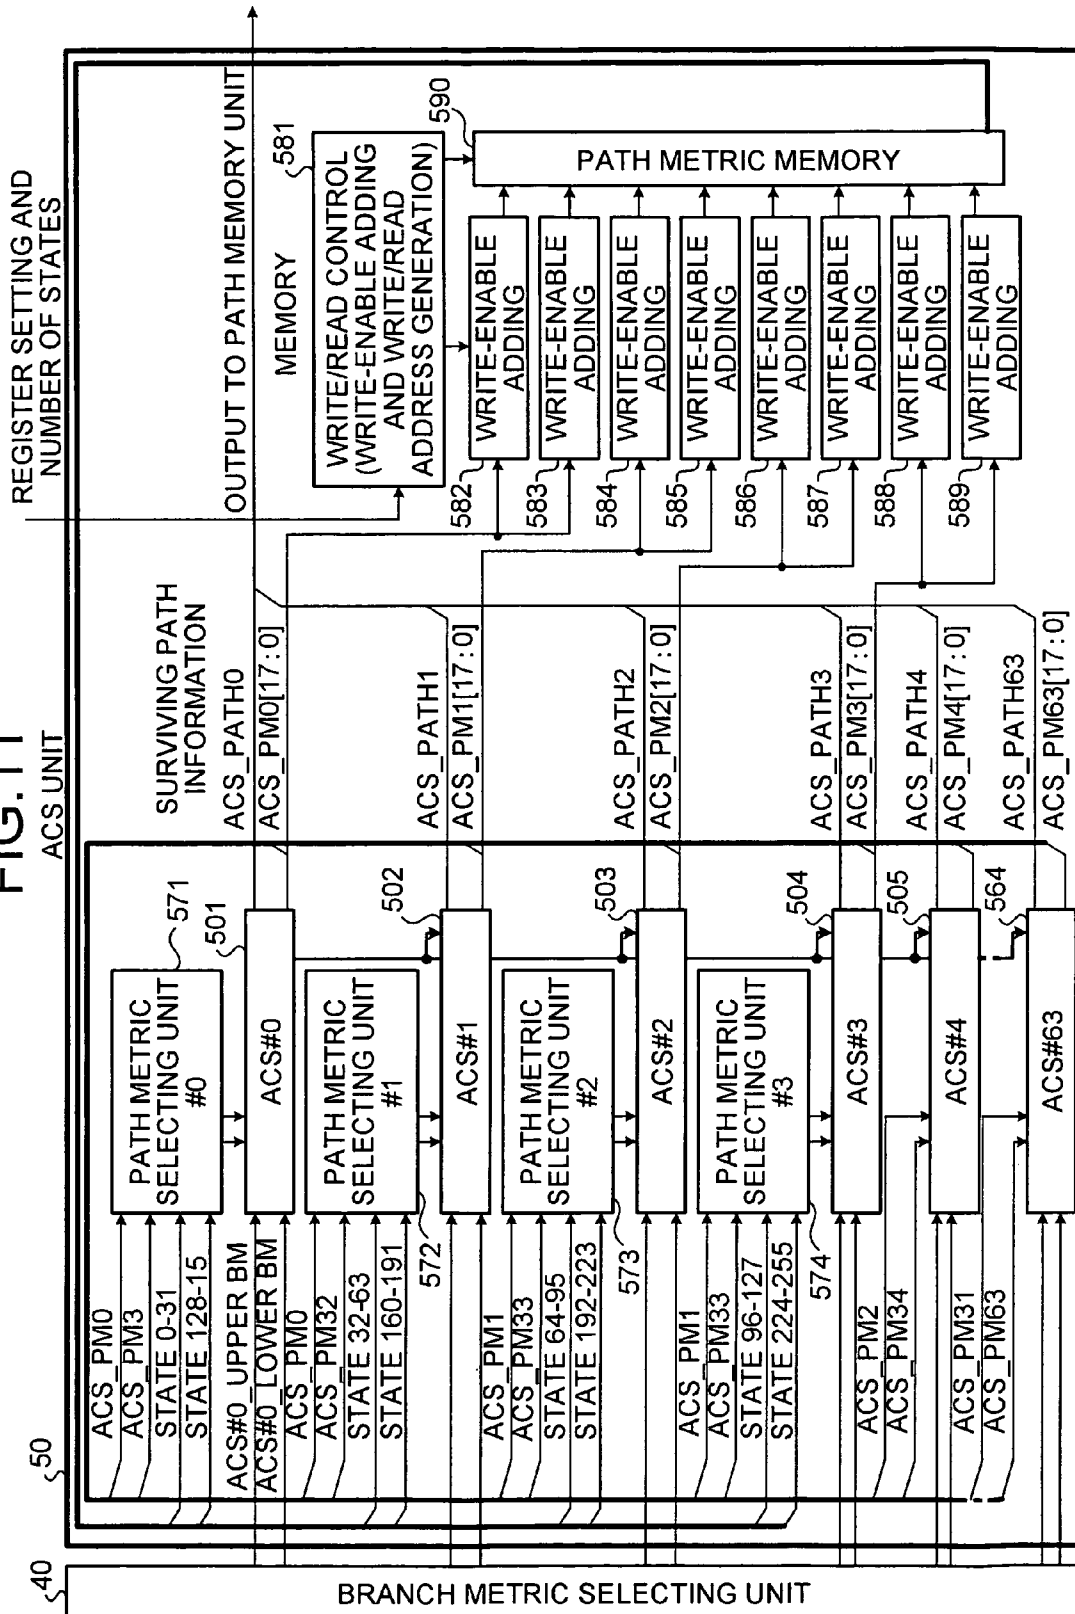 FIG.11
ACS UNIT
50
40
BRANCH METRIC SELECTING UNIT
REGISTER SETTING AND
NUMBER OF STATES
OUTPUT TO PATH MEMORY UNIT
SURVIVING PATH
INFORMATION
MEMORY
WRITE/READ CONTROL
(WRITE-ENABLE ADDING
AND WRITE/READ
ADDRESS GENERATION)
581
590
PATH METRIC MEMORY
582
WRITE-ENABLE
ADDING
583
WRITE-ENABLE
ADDING
584
WRITE-ENABLE
ADDING
585
WRITE-ENABLE
ADDING
586
WRITE-ENABLE
ADDING
587
WRITE-ENABLE
ADDING
588
WRITE-ENABLE
ADDING
589
WRITE-ENABLE
ADDING
ACS_PM0
ACS_PM3
STATE 0-31
STATE 128-15
ACS#0_UPPER BM
ACS#0_LOWER BM
PATH METRIC
SELECTING UNIT
#0
571
501
ACS#0
ACS_PATH0
ACS_PM0[17:0]
ACS_PM0
ACS_PM32
STATE 32-63
STATE 160-191
572
PATH METRIC
SELECTING UNIT
#1
502
ACS#1
ACS_PATH1
ACS_PM1[17:0]
ACS_PM1
ACS_PM33
STATE 64-95
STATE 192-223
573
PATH METRIC
SELECTING UNIT
#2
503
ACS#2
ACS_PATH2
ACS_PM2[17:0]
ACS_PM1
ACS_PM33
STATE 96-127
STATE 224-255
574
PATH METRIC
SELECTING UNIT
#3
504
ACS#3
ACS_PATH3
ACS_PM3[17:0]
ACS_PM2
ACS_PM34
505
ACS#4
ACS_PATH4
ACS_PM4[17:0]
ACS_PM31
ACS_PM63
564
ACS#63
ACS_PATH63
ACS_PM63[17:0]